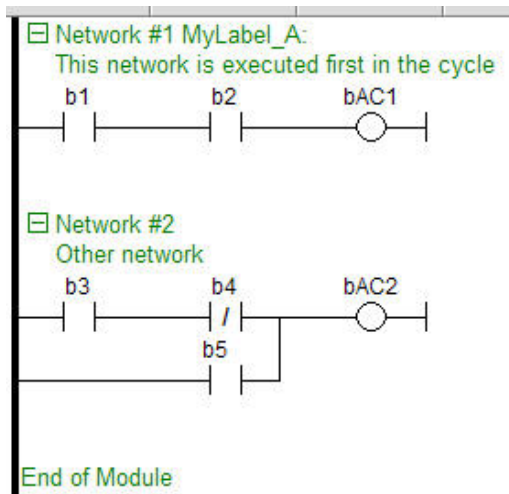 Network #1 MyLabel_A:
This network is executed first in the cycle
b1 b2 bAC1
Network #2
Other network
b3 b4 bAC2
/
b5
End of Module